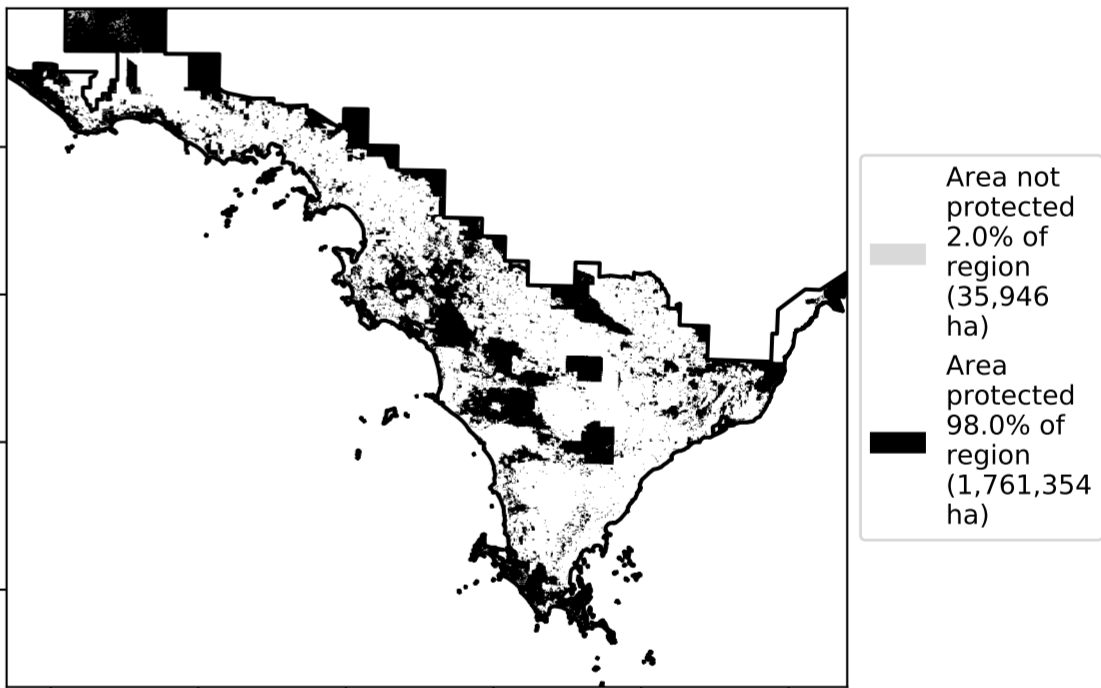 Area not
protected
2.0% of
region
(35,946
ha)
Area
protected
98.0% of
region
(1,761,354
ha)